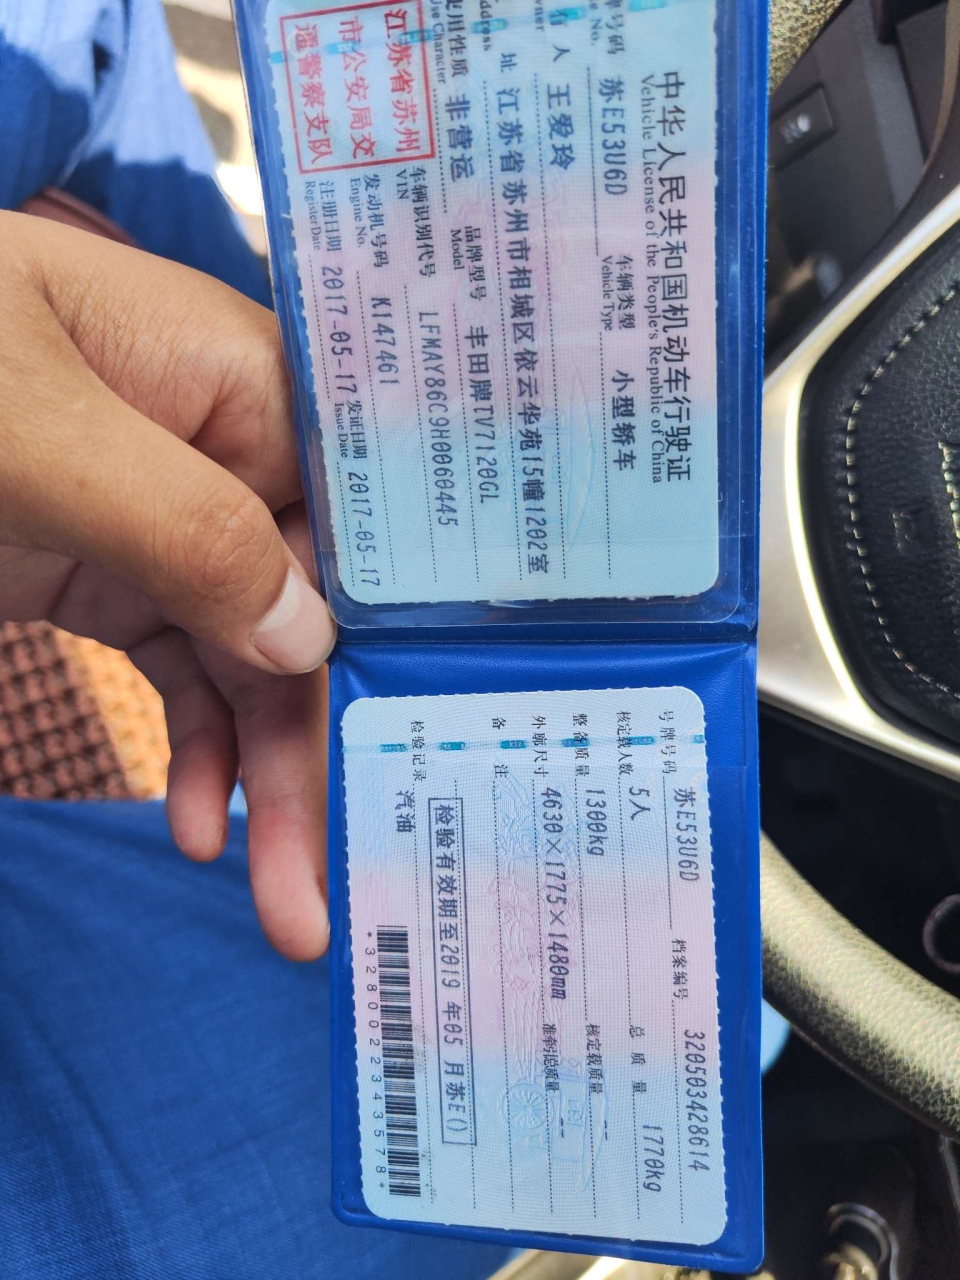 中华人民共和国机动车行驶证
Vehicle License of the People's Republic of China
号码 苏E53U6D 车辆类型 小型轿车
No. Vehicle Type
人 王爱玲
址 江苏省苏州市相城区依云华苑15幢1202室
Address
使用性质 非营运 品牌型号 丰田牌TV7120GL
Use Character Model
江苏省苏州
市公安局交
通警察支队
车辆识别代号 LFMAY86C9H0060445
VIN
发动机号码 K147461
Engine No.
注册日期 2017-05-17 发证日期 2017-05-17
Register Date Issue Date
号牌号码 苏E53U6D 档案编号 320503428614
核定载人数 5人 总质量 1770kg
整备质量 1300kg 核定载质量 --
外廓尺寸 4630×1775×1480mm 准牵引总质量 --
备注
检验有效期至2019年05月苏E()
检验记录 汽油
*3280022343578*